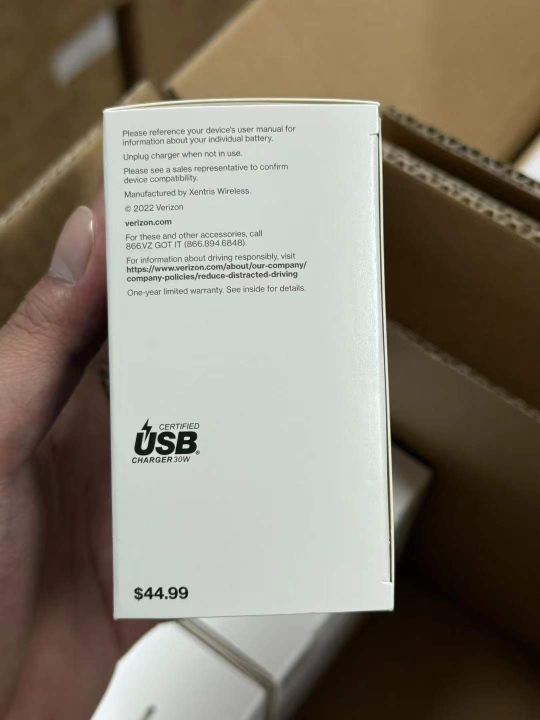 Please reference your device's user manual for
information about your individual battery.
Unplug charger when not in use.
Please see a sales representative to confirm
device compatibility.
Manufactured by Xentris Wireless.
© 2022 Verizon
verizon.com
For these and other accessories, call
866.VZ GOT IT (866.894.6848).
For information about driving responsibly, visit
https://www.verizon.com/about/our-company/
company-policies/reduce-distracted-driving
One-year limited warranty. See inside for details.
CERTIFIED
USB®
CHARGER 30W
$44.99